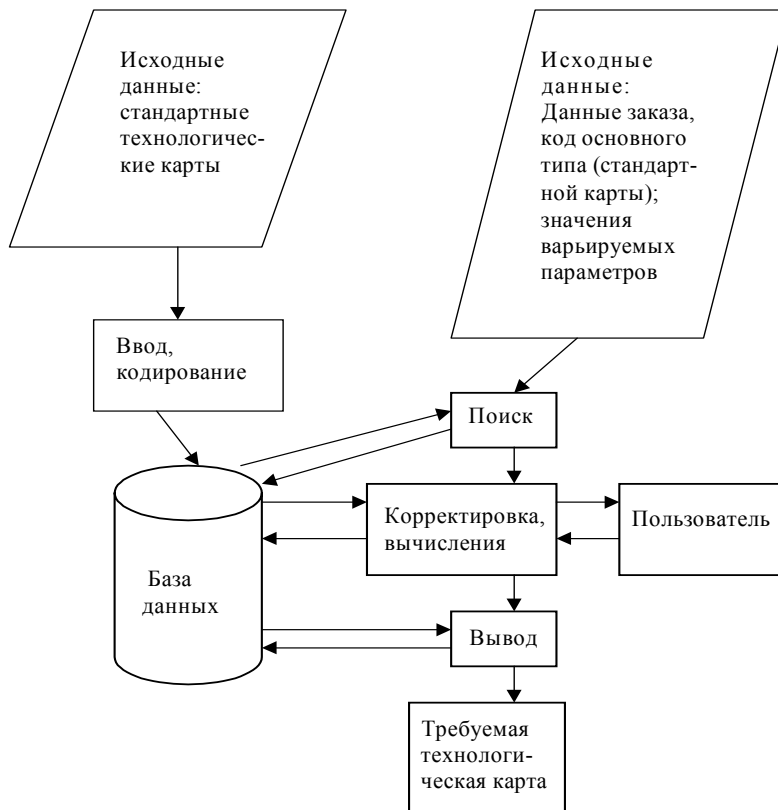 Исходные
данные:
стандартные
технологичес-
кие карты
Исходные
данные:
Данные заказа,
код основного
типа (стандарт-
ной карты);
значения
варьируемых
параметров
Ввод,
кодирование
Поиск
Корректировка,
вычисления
Пользователь
База
данных
Вывод
Требуемая
технологи-
ческая карта